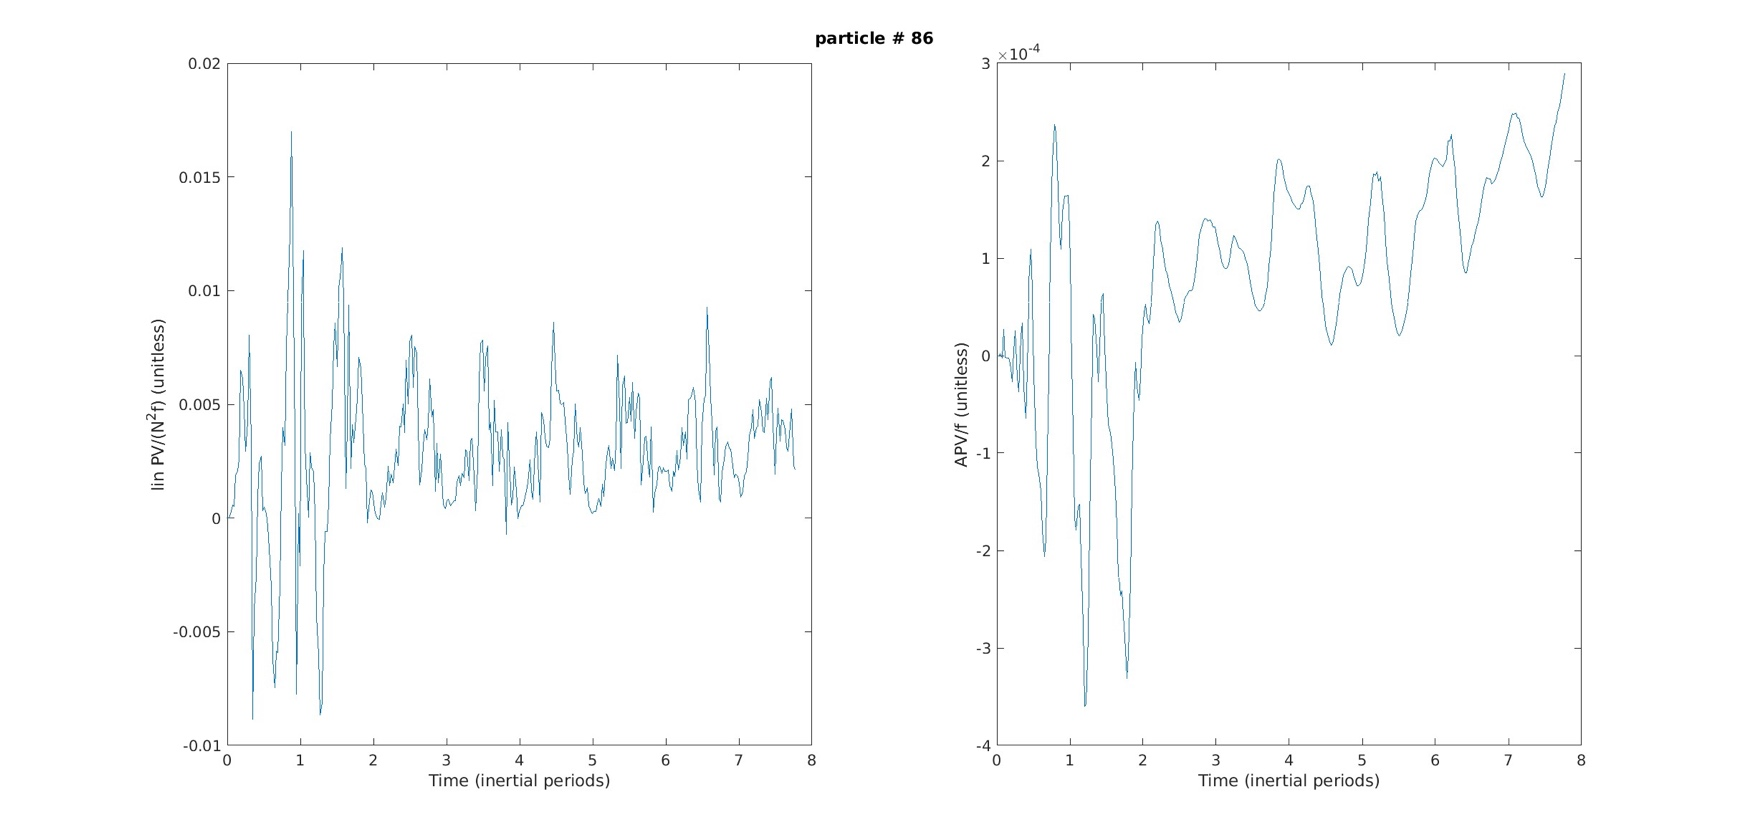 particle # 86
0.02
0.015
0.01
0.005
0
-0.005
-0.01
lin PV/(N²f) (unitless)
0 1 2 3 4 5 6 7 8
Time (inertial periods)
×10⁻⁴
3
2
1
0
-1
-2
-3
-4
APV/f (unitless)
0 1 2 3 4 5 6 7 8
Time (inertial periods)